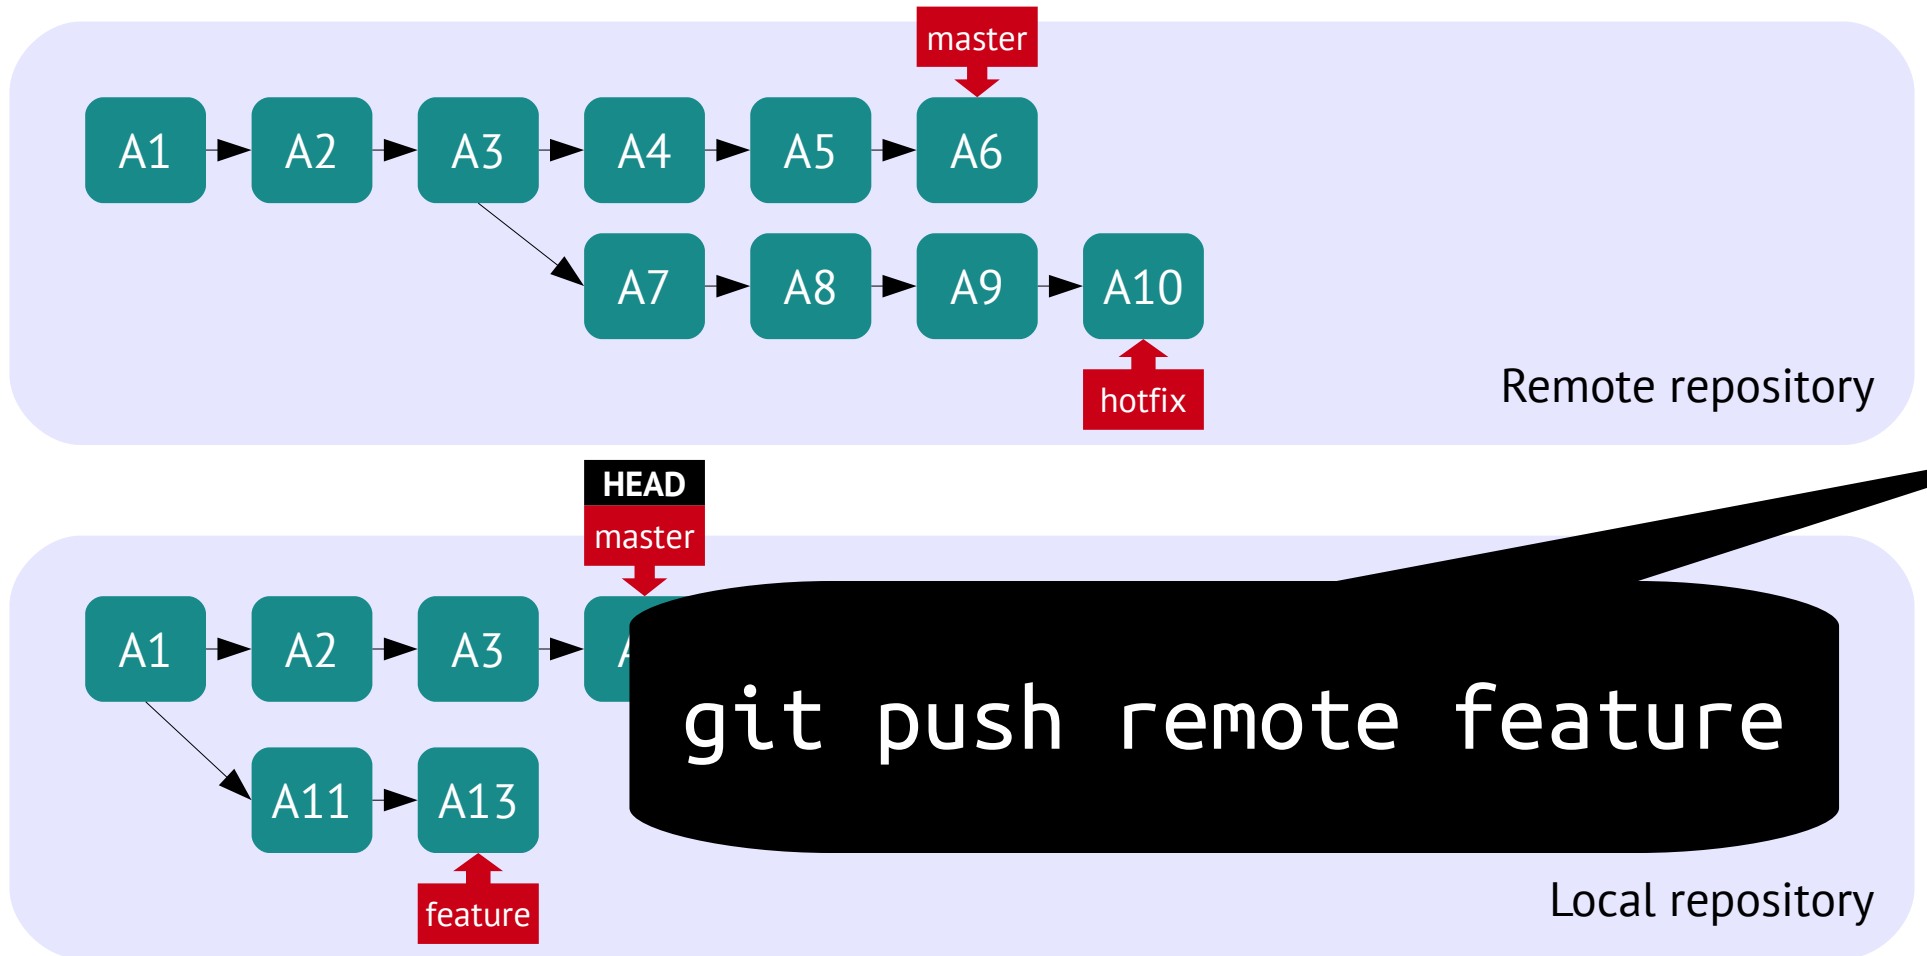 master
A1 A2 A3 A4 A5 A6
A7 A8 A9 A10
hotfix
Remote repository
HEAD
master
A1 A2 A3
git push remote feature
A11 A13
feature
Local repository